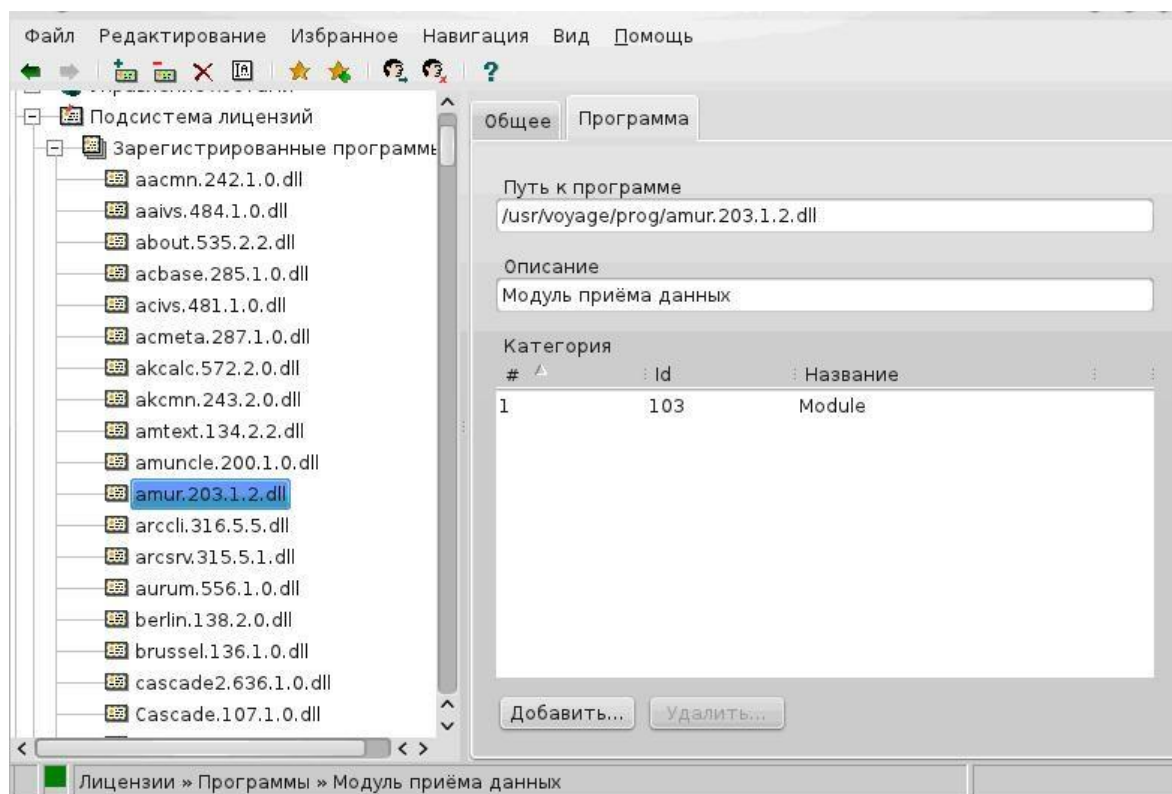 Файл Редактирование Избранное Навигация Вид Помощь
Подсистема лицензий
Зарегистрированные программы
aacmn.242.1.0.dll
aaivs.484.1.0.dll
about.535.2.2.dll
acbase.285.1.0.dll
acivs.481.1.0.dll
acmeta.287.1.0.dll
akcalc.572.2.0.dll
akcmn.243.2.0.dll
amtext.134.2.2.dll
amuncle.200.1.0.dll
amur.203.1.2.dll
arccli.316.5.5.dll
arcsrv.315.5.1.dll
aurum.556.1.0.dll
berlin.138.2.0.dll
brussel.136.1.0.dll
cascade2.636.1.0.dll
Cascade.107.1.0.dll
Общее Программа
Путь к программе
/usr/voyage/prog/amur.203.1.2.dll
Описание
Модуль приёма данных
Категория
# Id Название
1 103 Module
Добавить... Удалить...
Лицензии » Программы » Модуль приёма данных